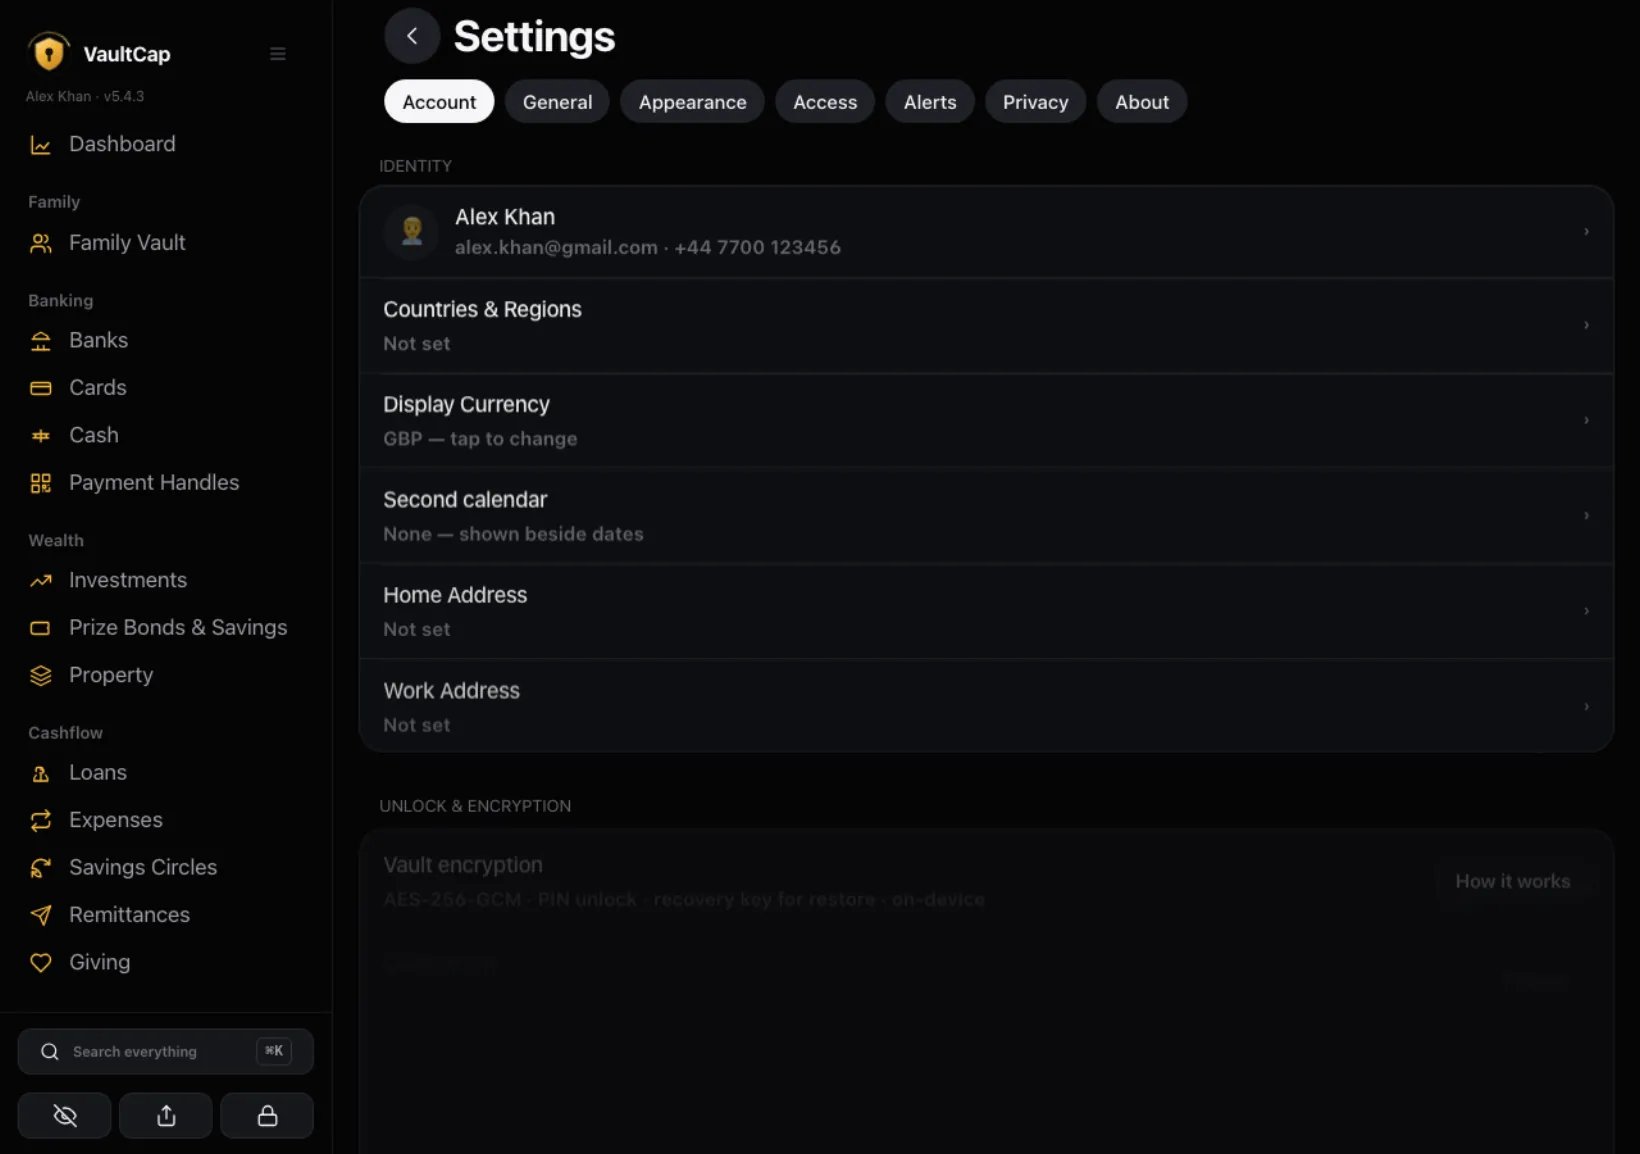 VaultCap
Alex Khan · v5.4.3
Dashboard
Family
Family Vault
Banking
Banks
Cards
Cash
Payment Handles
Wealth
Investments
Prize Bonds & Savings
Property
Cashflow
Loans
Expenses
Savings Circles
Remittances
Giving
Search everything
⌘K
Settings
Account
General
Appearance
Access
Alerts
Privacy
About
IDENTITY
Alex Khan
alex.khan@gmail.com · +44 7700 123456
Countries & Regions
Not set
Display Currency
GBP — tap to change
Second calendar
None — shown beside dates
Home Address
Not set
Work Address
Not set
UNLOCK & ENCRYPTION
Vault encryption
AES-256-GCM · PIN unlock · recovery key for restore · on-device
How it works